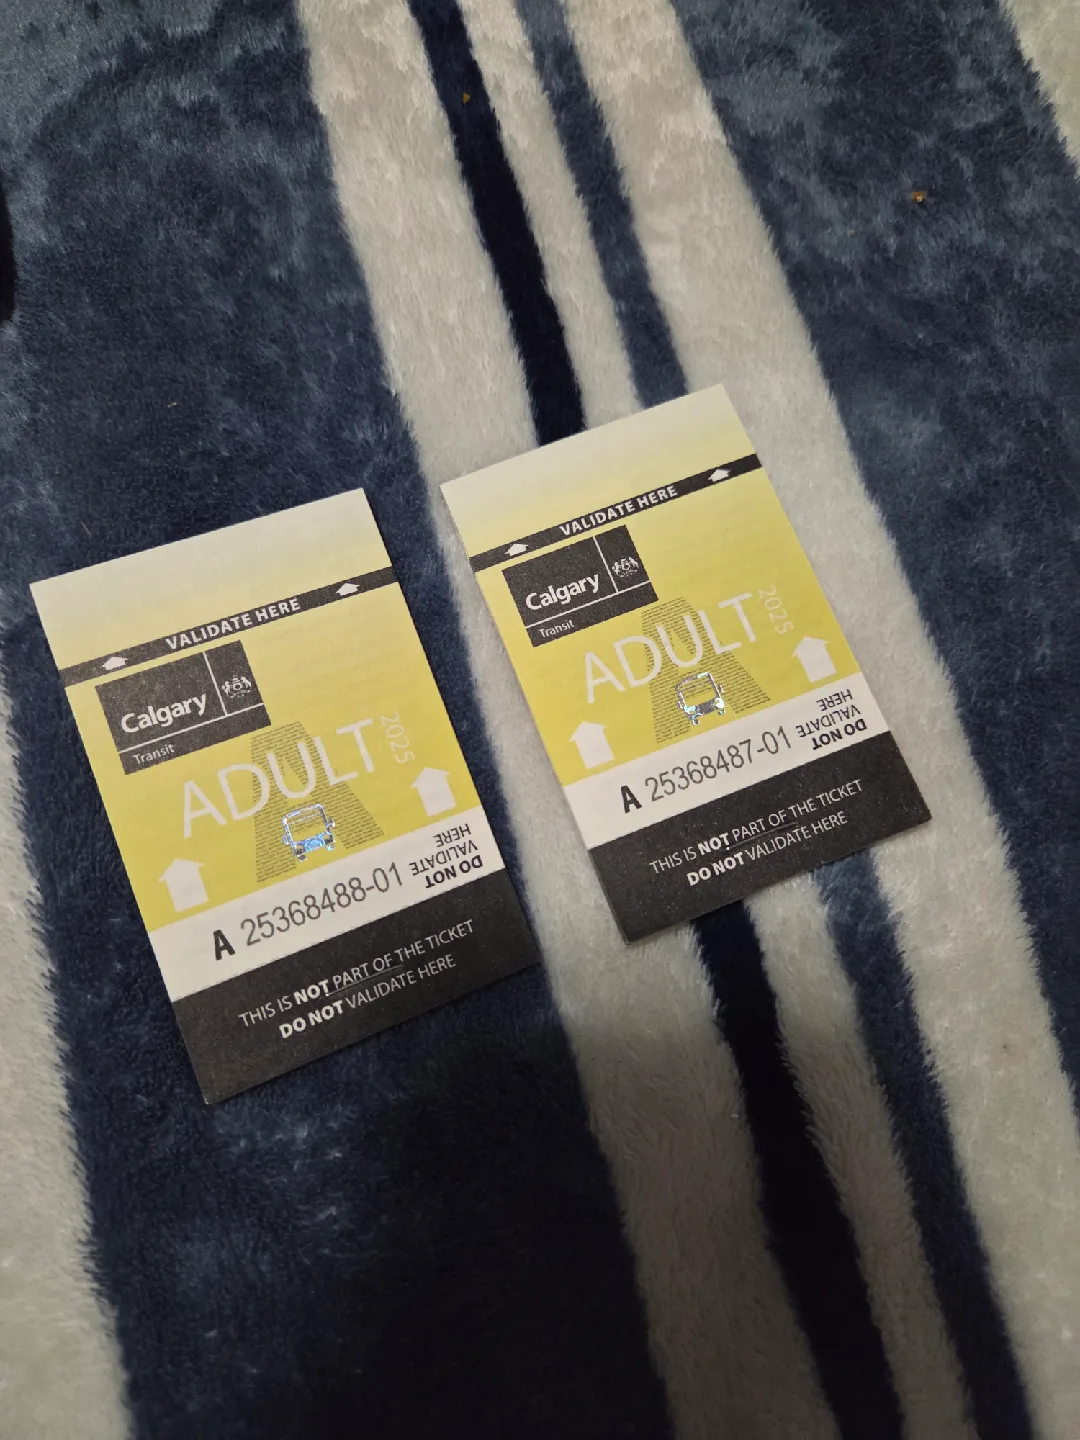 VALIDATE HERE
Calgary
Transit
ADULT
2025
A 25368488-01
DO NOT
VALIDATE
HERE
THIS IS NOT PART OF THE TICKET
DO NOT VALIDATE HERE
VALIDATE HERE
Calgary
Transit
ADULT
2025
A 25368487-01
DO NOT
VALIDATE
HERE
THIS IS NOT PART OF THE TICKET
DO NOT VALIDATE HERE